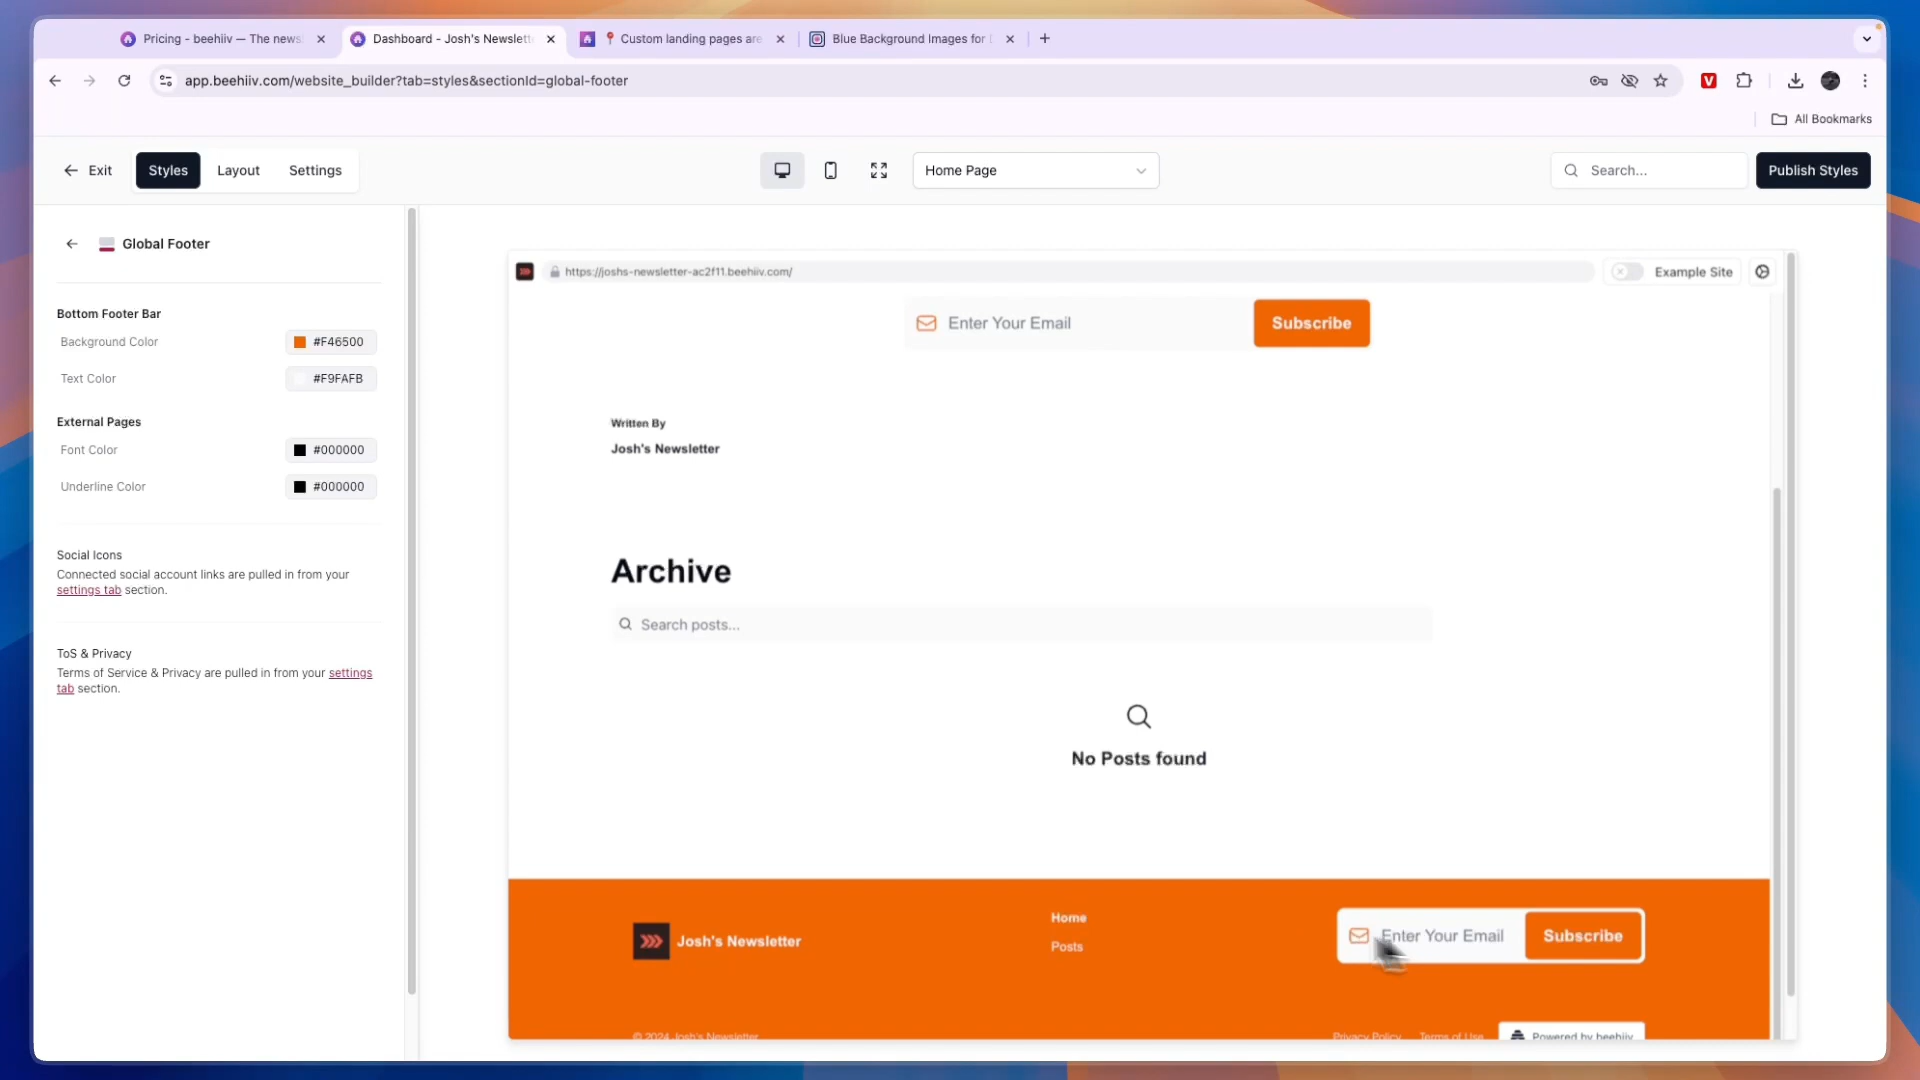 Pricing - beehiiv — The news
Dashboard - Josh's Newslett
Custom landing pages are
Blue Background Images for
app.beehiiv.com/website_builder?tab=styles&sectionId=global-footer
All Bookmarks
Exit
Styles
Layout
Settings
Home Page
Search...
Publish Styles
Global Footer
Bottom Footer Bar
Background Color
#F46500
Text Color
#F9FAFB
External Pages
Font Color
#000000
Underline Color
#000000
Social Icons
Connected social account links are pulled in from your
settings tab section.
ToS & Privacy
Terms of Service & Privacy are pulled in from your settings
tab section.
https://joshs-newsletter-ac2f11.beehiiv.com/
Example Site
Enter Your Email
Subscribe
Written By
Josh's Newsletter
Archive
Search posts...
No Posts found
Josh's Newsletter
Home
Posts
Enter Your Email
Subscribe
© 2024 Josh's Newsletter
Privacy Policy
Terms of Use
Powered by beehiiv